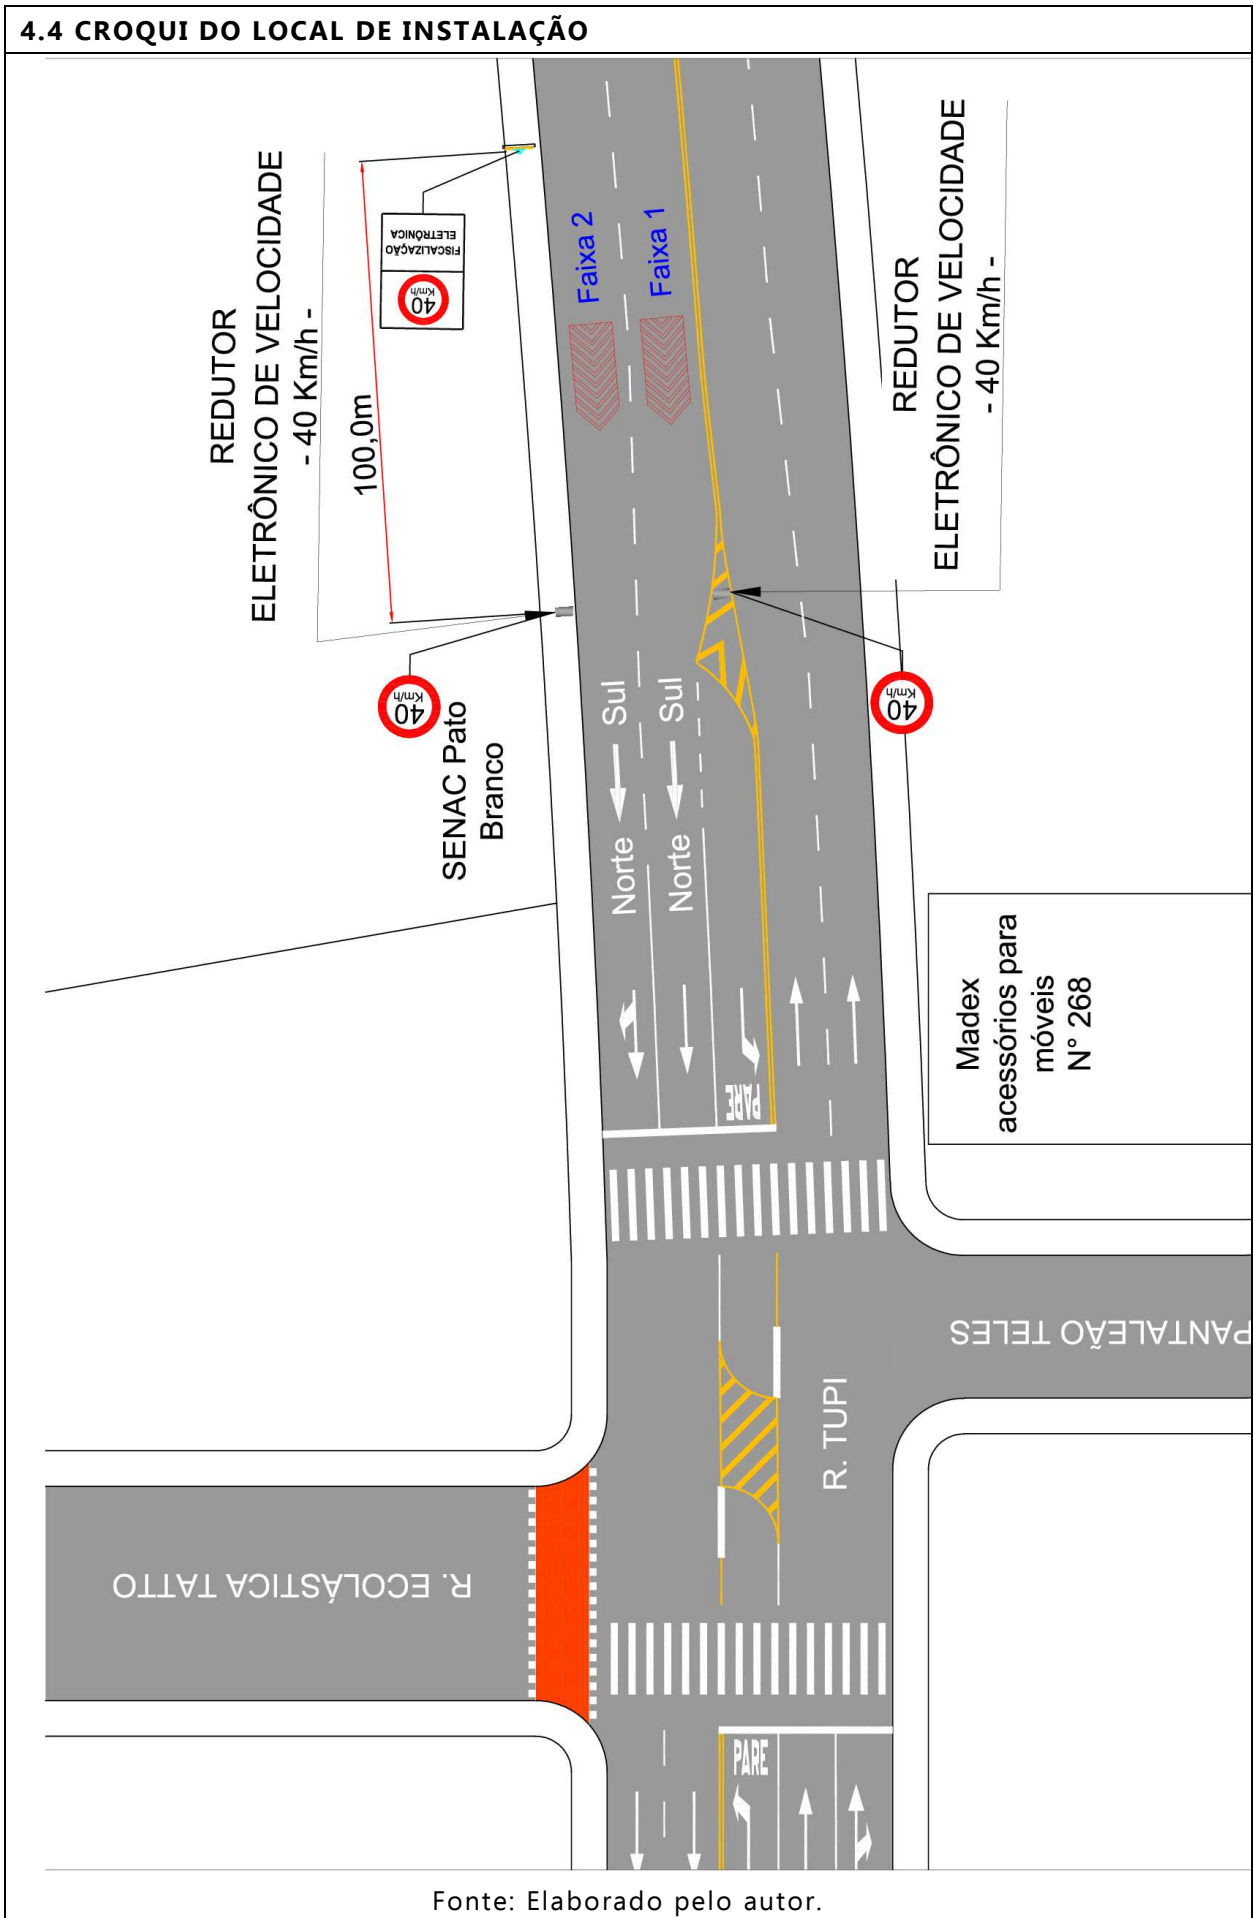 4.4 CROQUI DO LOCAL DE INSTALAÇÃO
REDUTOR
ELETRÔNICO DE VELOCIDADE
- 40 Km/h -
100,0m
FISCALIZAÇÃO
ELETRÔNICA
40
Km/h
Faixa 2
Faixa 1
REDUTOR
ELETRÔNICO DE VELOCIDADE
- 40 Km/h -
40
Km/h
40
Km/h
SENAC Pato
Branco
Norte
Sul
Norte
Sul
PARE
Madex
acessórios para
móveis
N° 268
PANTALEÃO TELES
R. TUPI
R. ECOLÁSTICA TATTO
PARE
Fonte: Elaborado pelo autor.